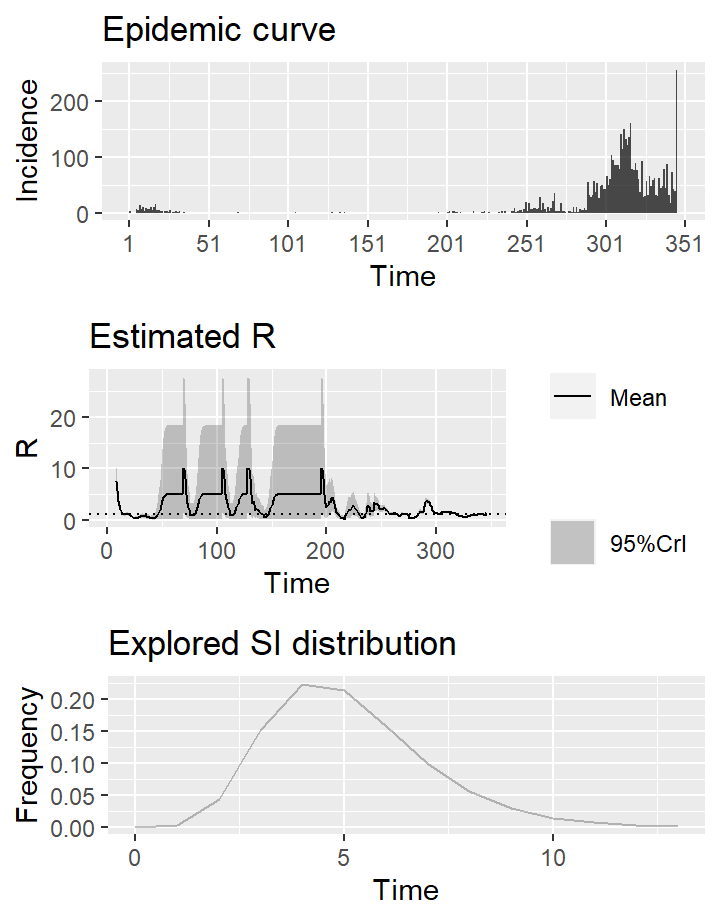 Epidemic curve
Incidence
200
100
0
1 51 101 151 201 251 301 351
Time
Estimated R
R
20
10
0
0 100 200 300
Time
Mean
95%CrI
Explored SI distribution
Frequency
0.20
0.15
0.10
0.05
0.00
0 5 10
Time